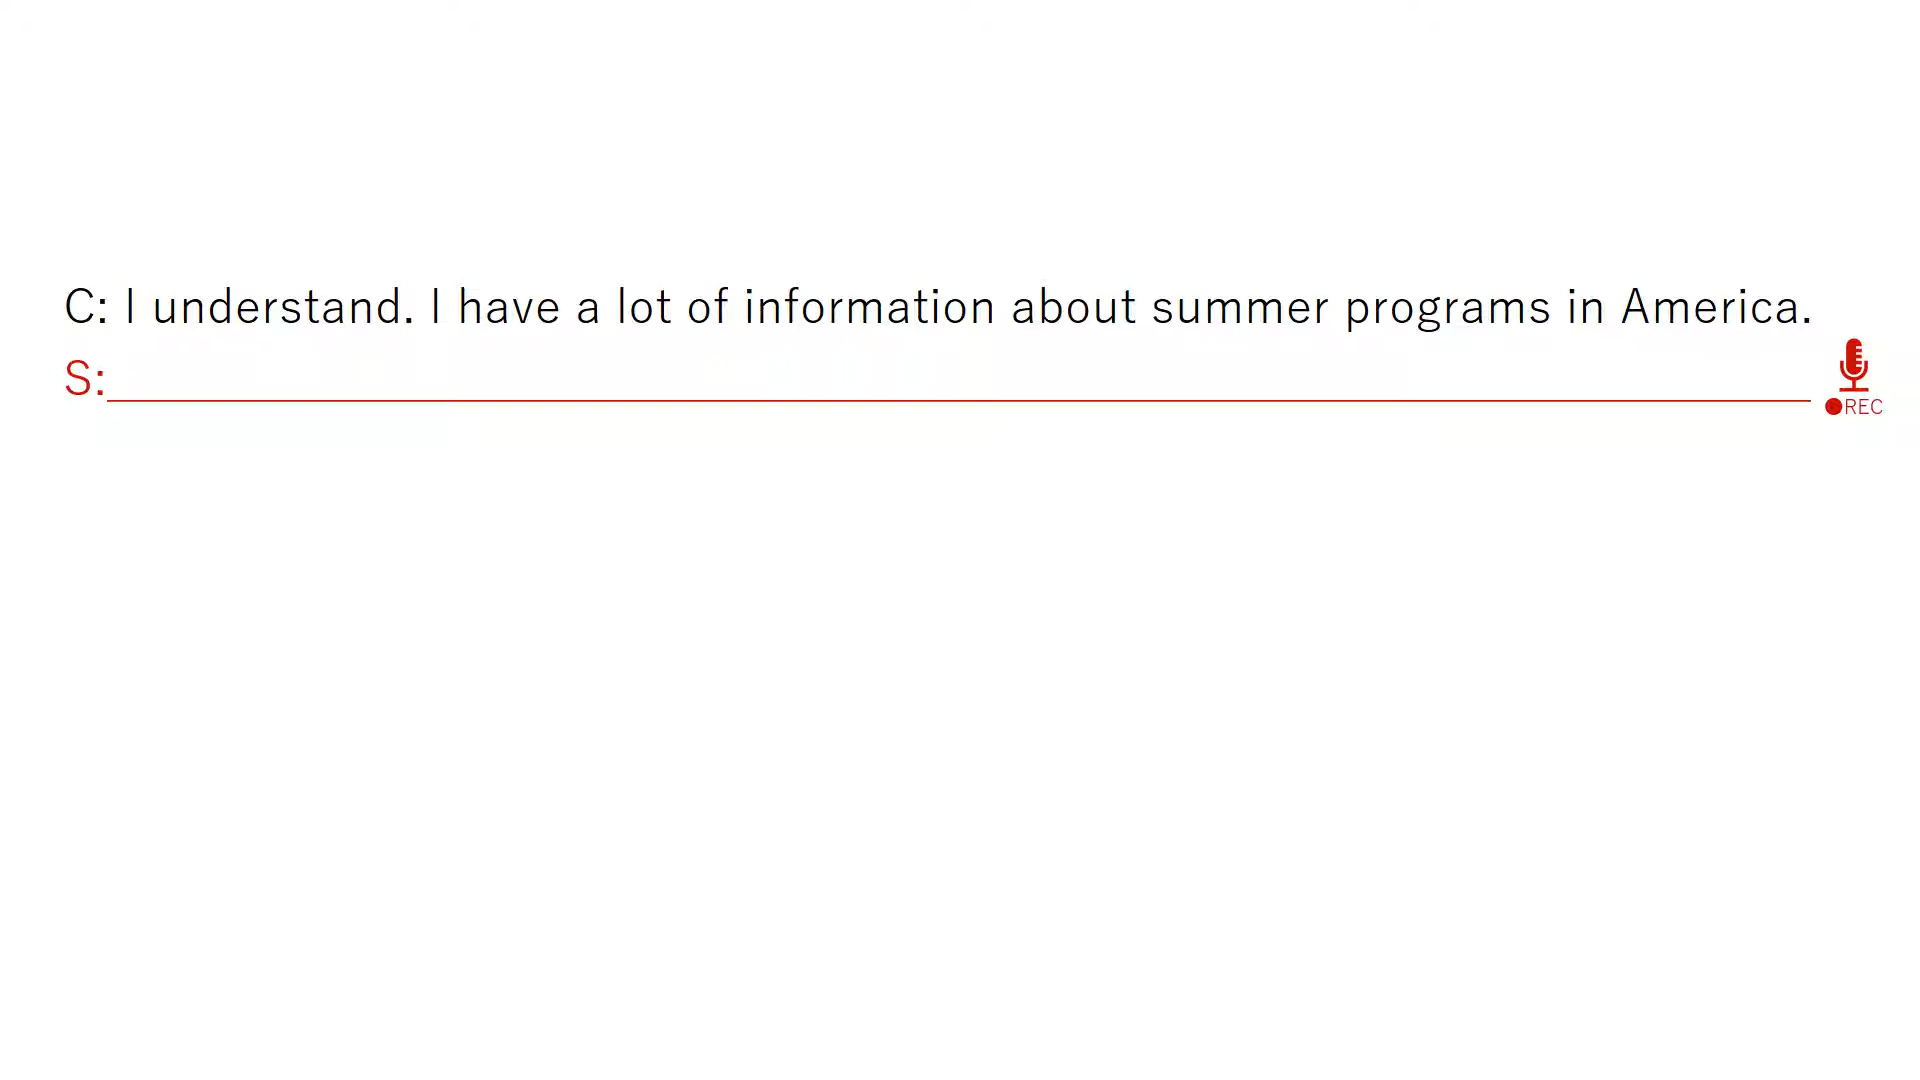 C: I understand. I have a lot of information about summer programs in America.
S:
REC